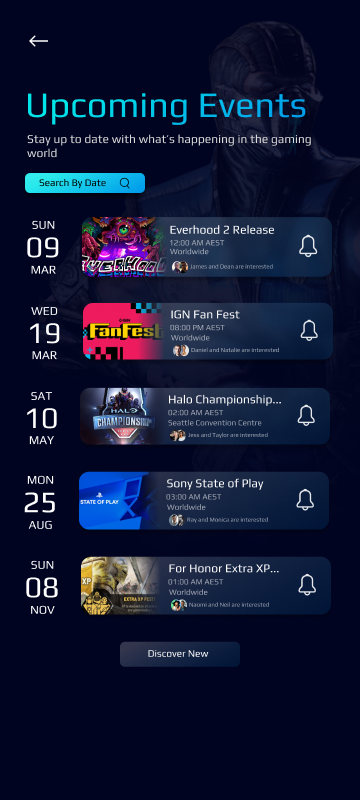 Upcoming Events
Stay up to date with what's happening in the gaming
world
Search By Date
SUN
09
MAR
EVERHOOD
Everhood 2 Release
12:00 AM AEST
Worldwide
James and Dean are interested
WED
19
MAR
FanFest
IGN Fan Fest
08:00 PM AEST
Worldwide
Daniel and Natalie are interested
SAT
10
MAY
HALO
CHAMPIONSHIP
Halo Championship...
02:00 AM AEST
Seattle Convention Centre
Jess and Taylor are interested
MON
25
AUG
STATE OF PLAY
Sony State of Play
03:00 AM AEST
Worldwide
Ray and Monica are interested
SUN
08
NOV
XP
EXTRA XP FEST
For Honor Extra XP...
01:00 AM AEST
Worldwide
Naomi and Neil are interested
Discover New